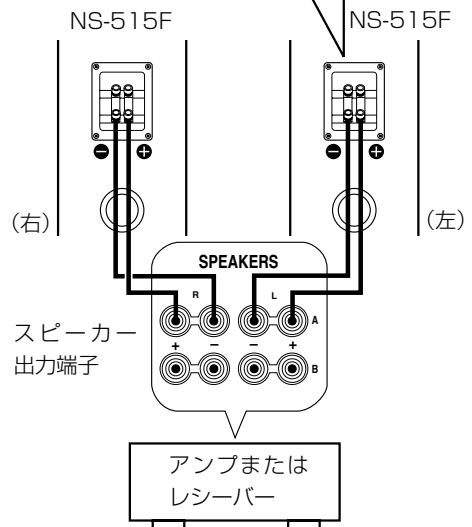 NS-515F
NS-515F
− +
− +
(右)
(左)
SPEAKERS
R L
A
+ − − +
B
スピーカー
出力端子
アンプまたは
レシーバー